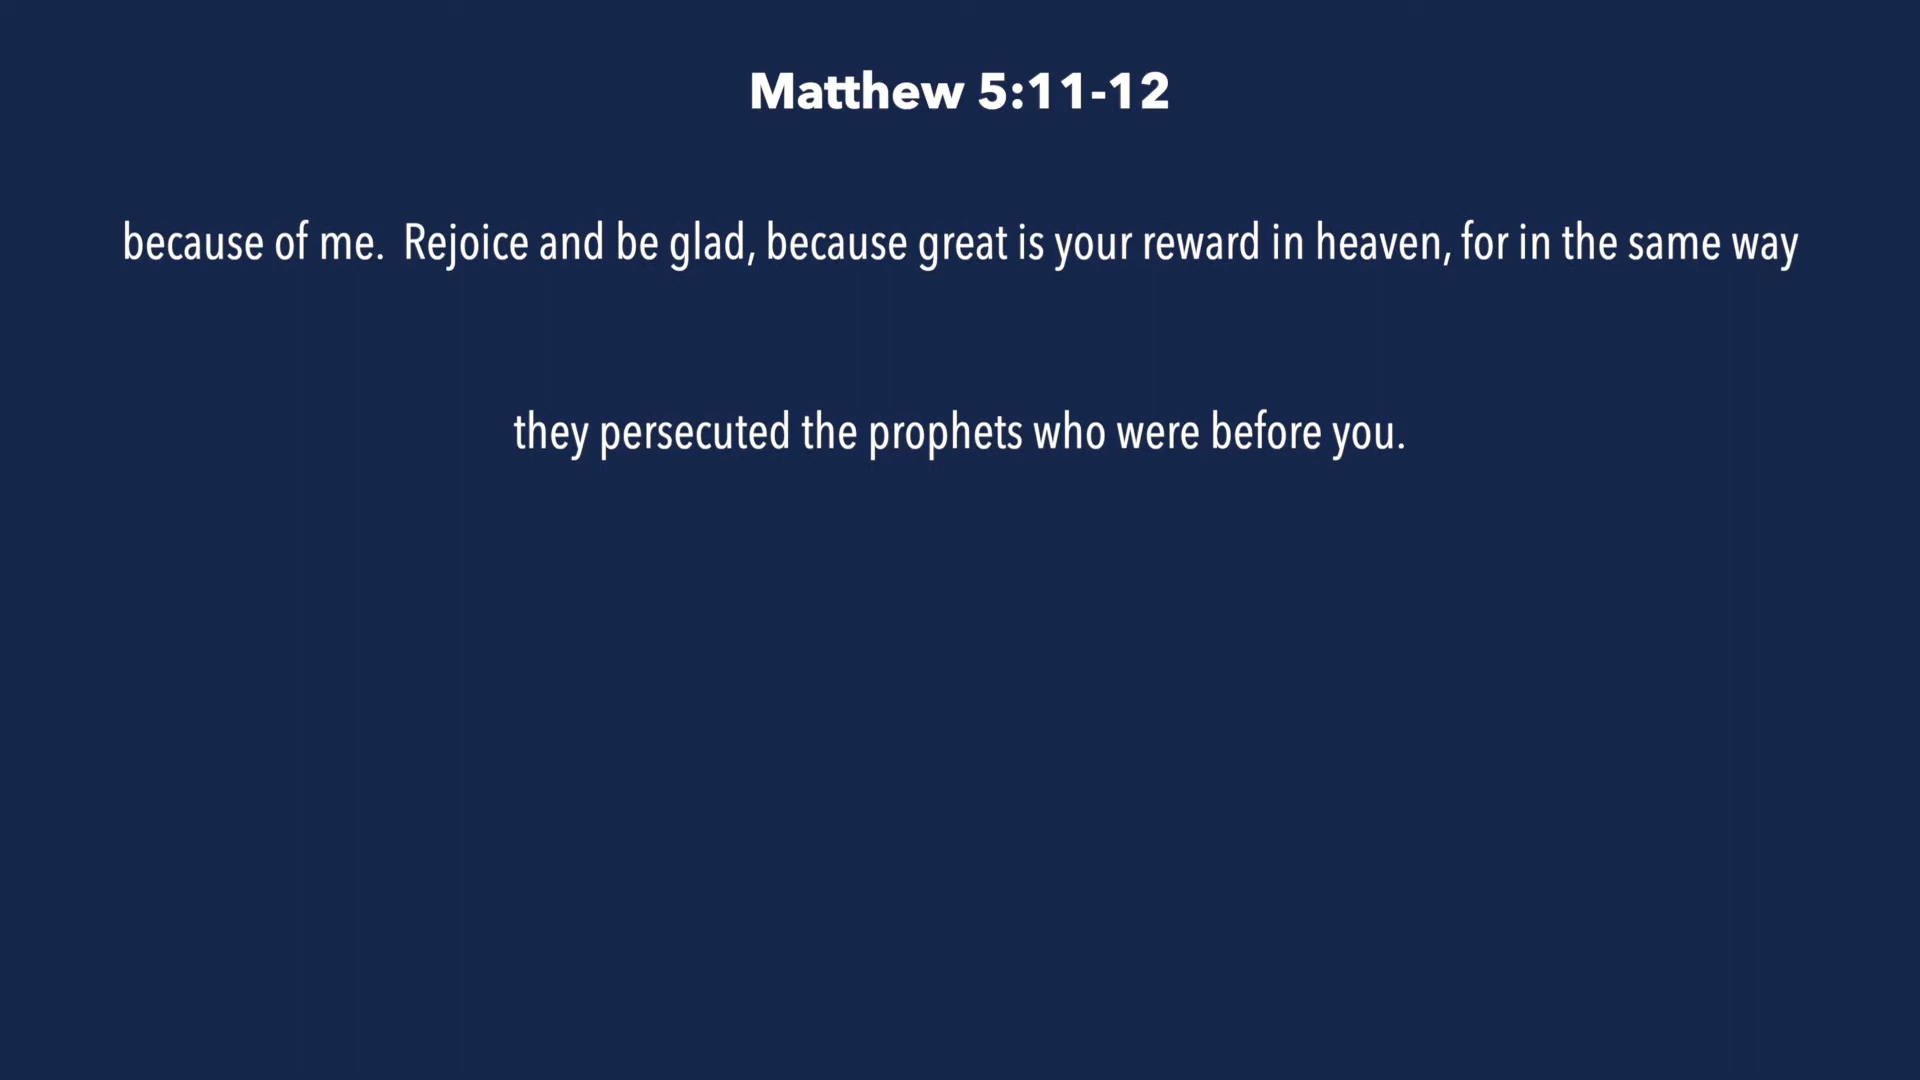 Matthew 5:11-12
because of me.  Rejoice and be glad, because great is your reward in heaven, for in the same way
they persecuted the prophets who were before you.